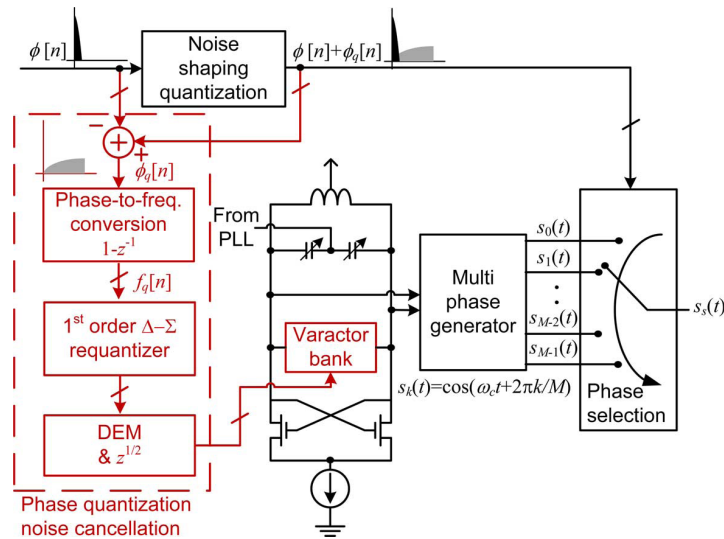 ϕ[n]
Noise
shaping
quantization
ϕ[n]+ϕq[n]
−
+
+
ϕq[n]
Phase-to-freq.
conversion
1-z⁻¹
fq[n]
1st order Δ−Σ
requantizer
DEM
& z^1/2
Phase quantization
noise cancellation
From
PLL
Varactor
bank
Multi
phase
generator
s0(t)
s1(t)
:
sM-2(t)
sM-1(t)
sk(t)=cos(ωct+2πk/M)
Phase
selection
ss(t)